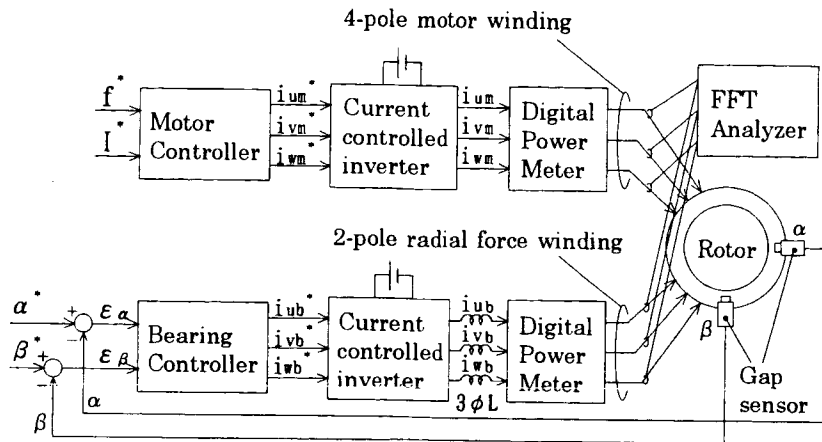 4-pole motor winding
f*
I*
Motor
Controller
ium*
ivm*
iwm*
Current
controlled
inverter
ium
ivm
iwm
Digital
Power
Meter
FFT
Analyzer
Rotor
α
2-pole radial force winding
α*
+
−
β*
+
−
εα
εβ
Bearing
Controller
iub*
ivb*
iwb*
Current
controlled
inverter
iub
ivb
iwb
3φL
Digital
Power
Meter
β
Gap
sensor
α
β